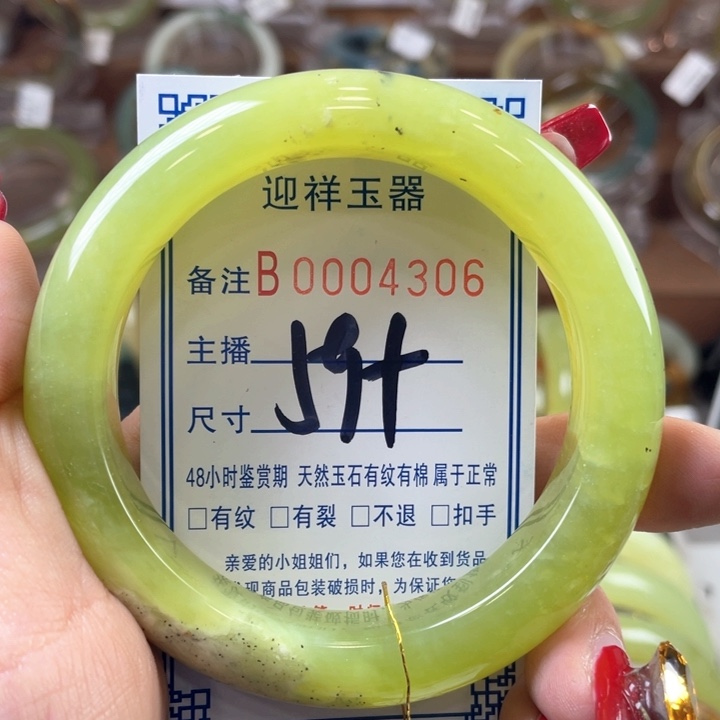 迎祥玉器
备注B0004306
主播
尺寸
48小时鉴赏期 天然玉石有纹有棉属于正常
□有纹 □有裂 □不退 □扣手
亲爱的小姐姐们，如果您在收到货品
发现商品包装破损时，为保证您